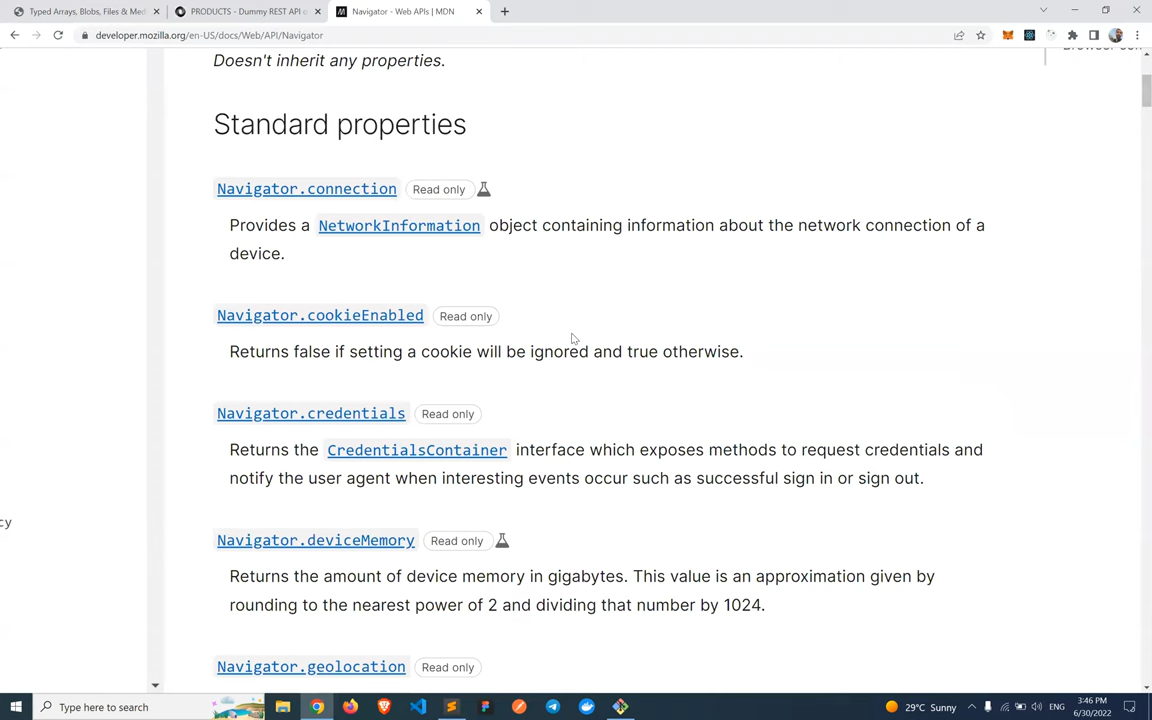 Typed Arrays, Blobs, Files & Med
PRODUCTS - Dummy REST API
Navigator - Web APIs | MDN
developer.mozilla.org/en-US/docs/Web/API/Navigator
Doesn't inherit any properties.
Standard properties
Navigator.connection Read only
Provides a NetworkInformation object containing information about the network connection of a
device.
Navigator.cookieEnabled Read only
Returns false if setting a cookie will be ignored and true otherwise.
Navigator.credentials Read only
Returns the CredentialsContainer interface which exposes methods to request credentials and
notify the user agent when interesting events occur such as successful sign in or sign out.
cy
Navigator.deviceMemory Read only
Returns the amount of device memory in gigabytes. This value is an approximation given by
rounding to the nearest power of 2 and dividing that number by 1024.
Navigator.geolocation Read only
Type here to search
29°C Sunny
ENG
3:46 PM
6/30/2022